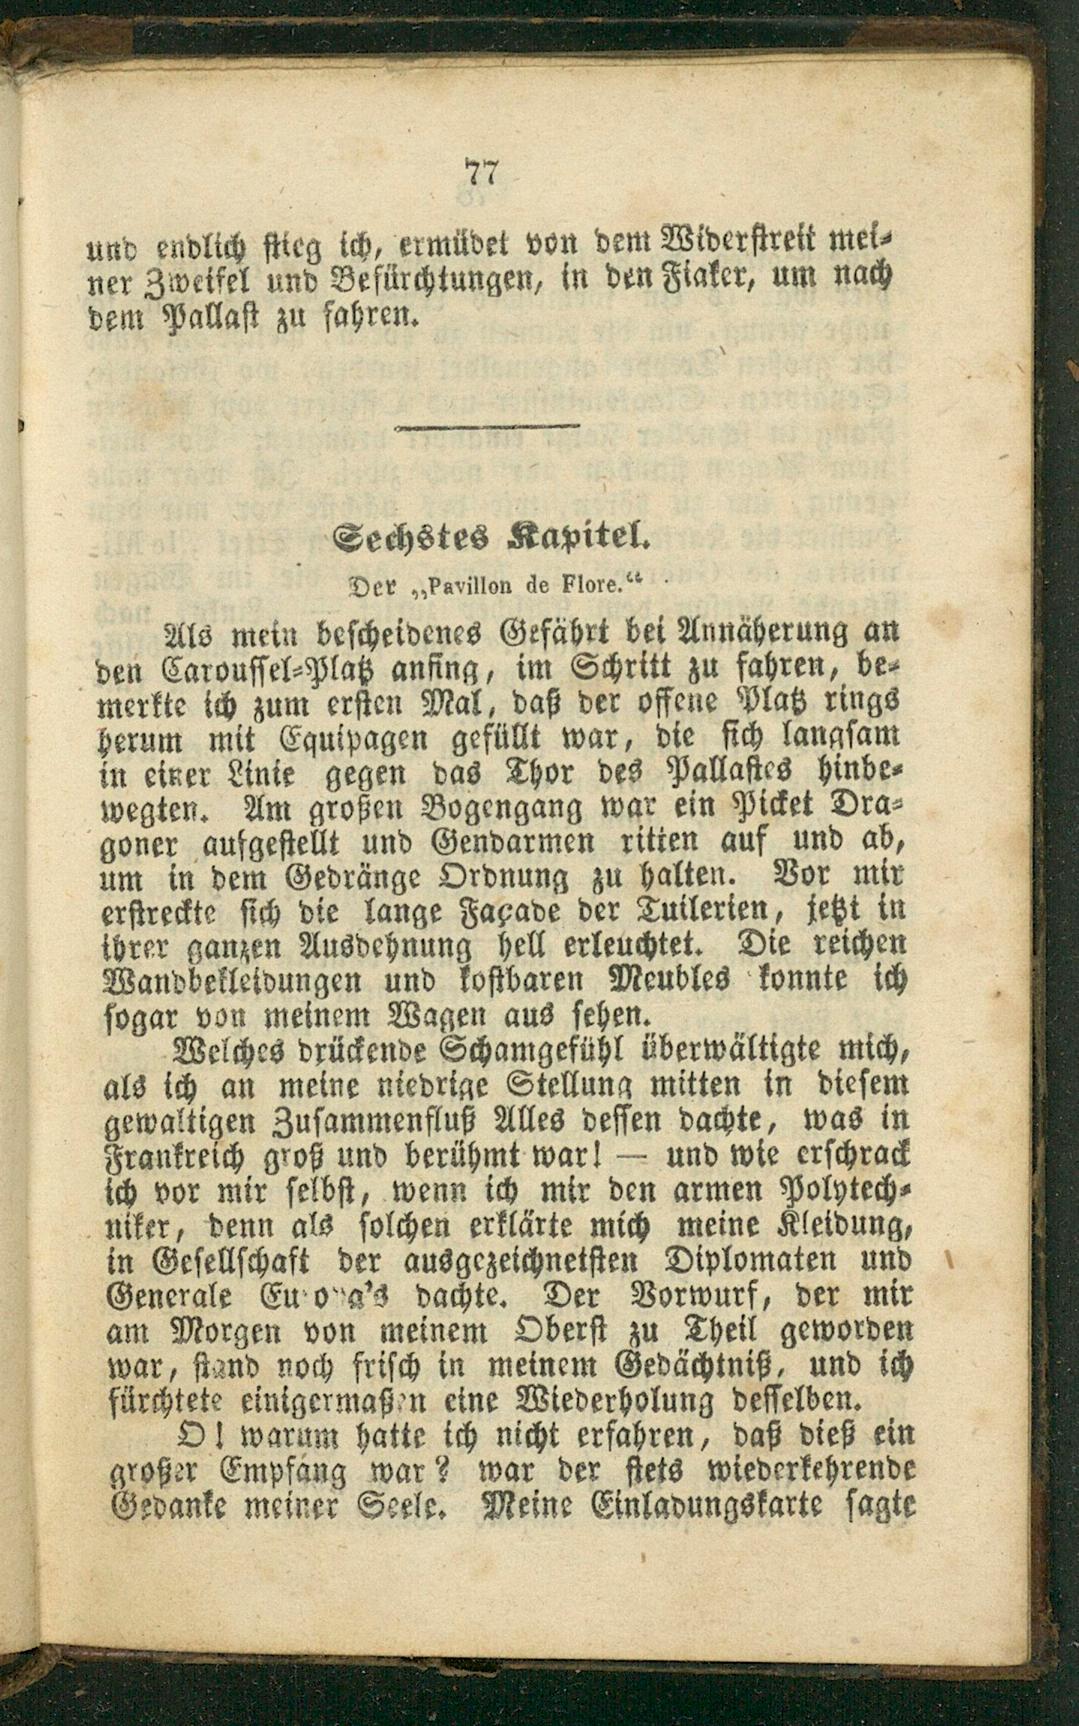 77
und endlich stieg ich, ermüdet von dem Widerstreit mei-
ner Zweifel und Befürchtungen, in den Fiaker, um nach
dem Pallast zu fahren.
Sechstes Kapitel.
Der „Pavillon de Flore.“
Als mein bescheidenes Gefährt bei Annäherung an
den Caroussel-Platz anfing, im Schritt zu fahren, be-
merkte ich zum ersten Mal, daß der offene Platz rings
herum mit Equipagen gefüllt war, die sich langsam
in einer Linie gegen das Thor des Pallastes hinbe-
wegten. Am großen Bogengang war ein Picket Dra-
goner aufgestellt und Gendarmen ritten auf und ab,
um in dem Gedränge Ordnung zu halten. Vor mir
erstreckte sich die lange Façade der Tuilerien, jetzt in
ihrer ganzen Ausdehnung hell erleuchtet. Die reichen
Wandbekleidungen und kostbaren Meubles konnte ich
sogar von meinem Wagen aus sehen.
Welches drückende Schamgefühl überwältigte mich,
als ich an meine niedrige Stellung mitten in diesem
gewaltigen Zusammenfluß Alles dessen dachte, was in
Frankreich groß und berühmt war! — und wie erschrack
ich vor mir selbst, wenn ich mir den armen Polytech-
niker, denn als solchen erklärte mich meine Kleidung,
in Gesellschaft der ausgezeichnetsten Diplomaten und
Generale Europa's dachte. Der Vorwurf, der mir
am Morgen von meinem Oberst zu Theil geworden
war, stand noch frisch in meinem Gedächtniß, und ich
fürchtete einigermaßen eine Wiederholung desselben.
O! warum hatte ich nicht erfahren, daß dieß ein
großer Empfang war? war der stets wiederkehrende
Gedanke meiner Seele. Meine Einladungskarte sagte